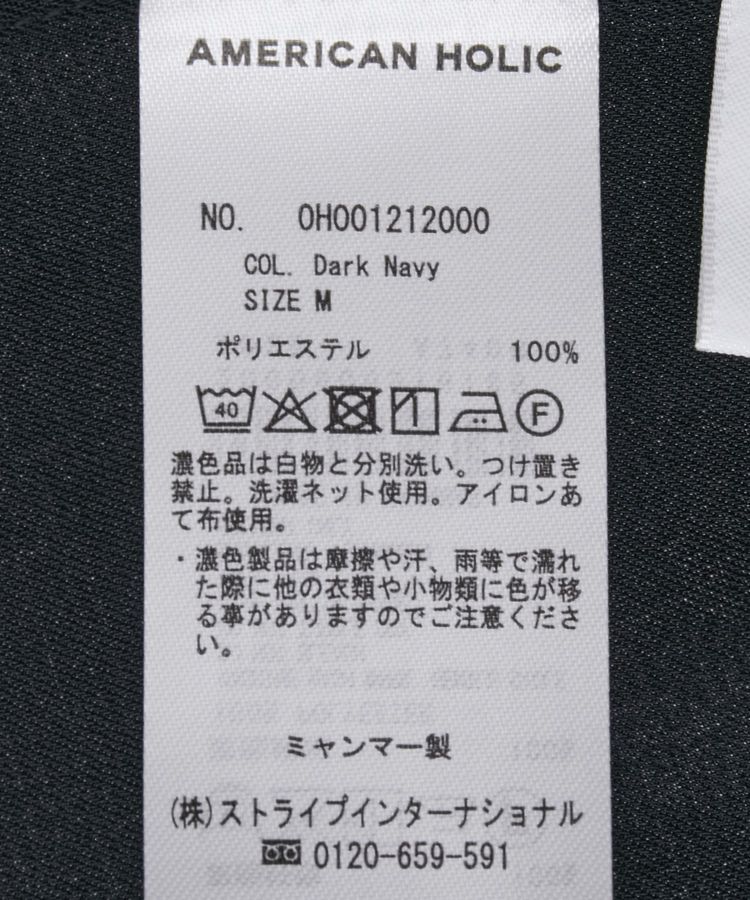 AMERICAN HOLIC
NO. 0H001212000
COL. Dark Navy
SIZE M
ポリエステル 100%
40 F
濃色品は白物と分別洗い。つけ置き
禁止。洗濯ネット使用。アイロンあ
て布使用。
・濃色製品は摩擦や汗、雨等で濡れ
た際に他の衣類や小物類に色が移
る事がありますのでご注意くださ
い。
ミャンマー製
(株)ストライプインターナショナル
0120-659-591